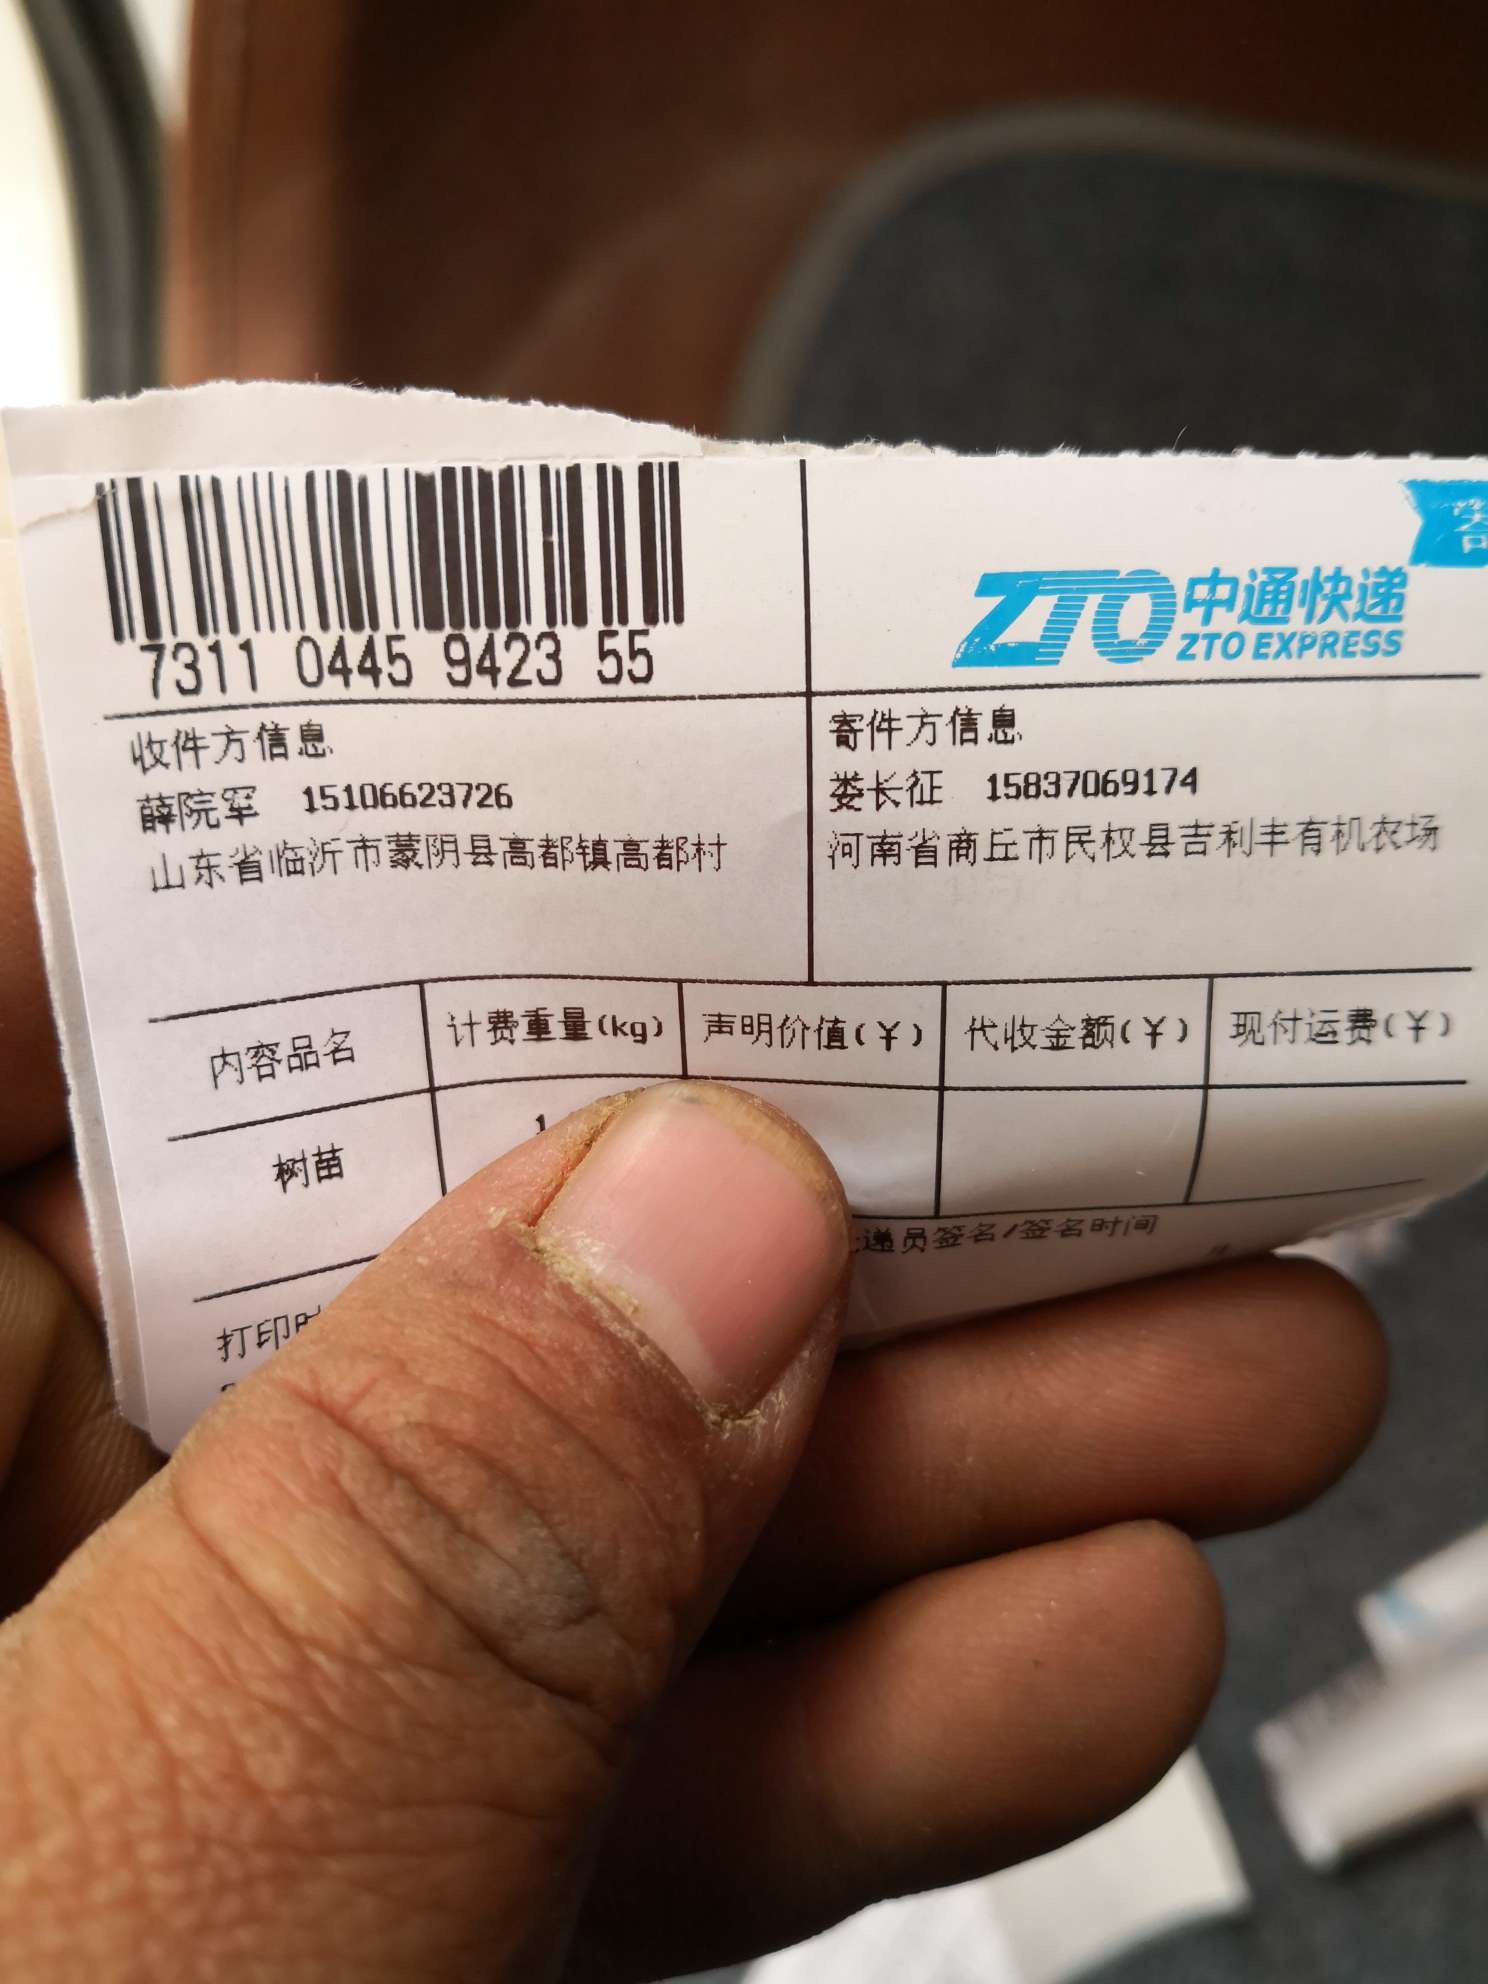 7311 0445 9423 55
ZTO 中通快递
ZTO EXPRESS
收件方信息
薛院军 15106623726
山东省临沂市蒙阴县高都镇高都村
寄件方信息
娄长征 15837069174
河南省商丘市民权县吉利丰有机农场
内容品名 计费重量(kg) 声明价值(¥) 代收金额(¥) 现付运费(¥)
树苗 1
递员签名/签名时间
打印